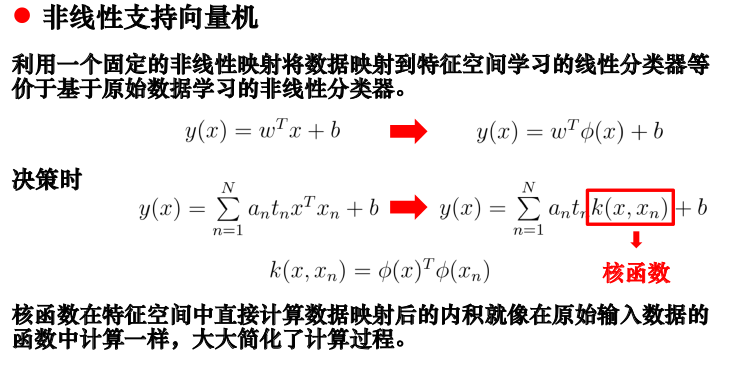 ● 非线性支持向量机
利用一个固定的非线性映射将数据映射到特征空间学习的线性分类器等
价于基于原始数据学习的非线性分类器。
y(x) = w^T x + b   y(x) = w^T ϕ(x) + b
决策时
y(x) = ∑_{n=1}^{N} a_n t_n x^T x_n + b   y(x) = ∑_{n=1}^{N} a_n t_n k(x, x_n) + b
k(x, x_n) = ϕ(x)^T ϕ(x_n)   核函数
核函数在特征空间中直接计算数据映射后的内积就像在原始输入数据的
函数中计算一样，大大简化了计算过程。